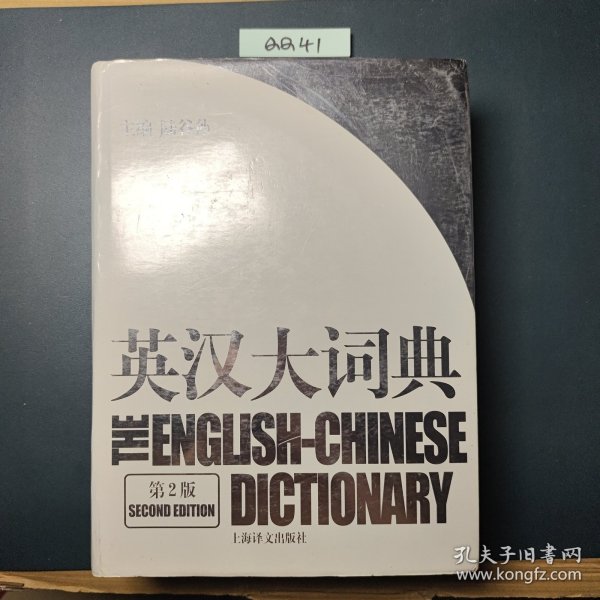 QQ41
主编 陆谷孙
英汉大词典
THE ENGLISH-CHINESE
DICTIONARY
第2版
SECOND EDITION
上海译文出版社
孔夫子旧书网
www.kongfz.com